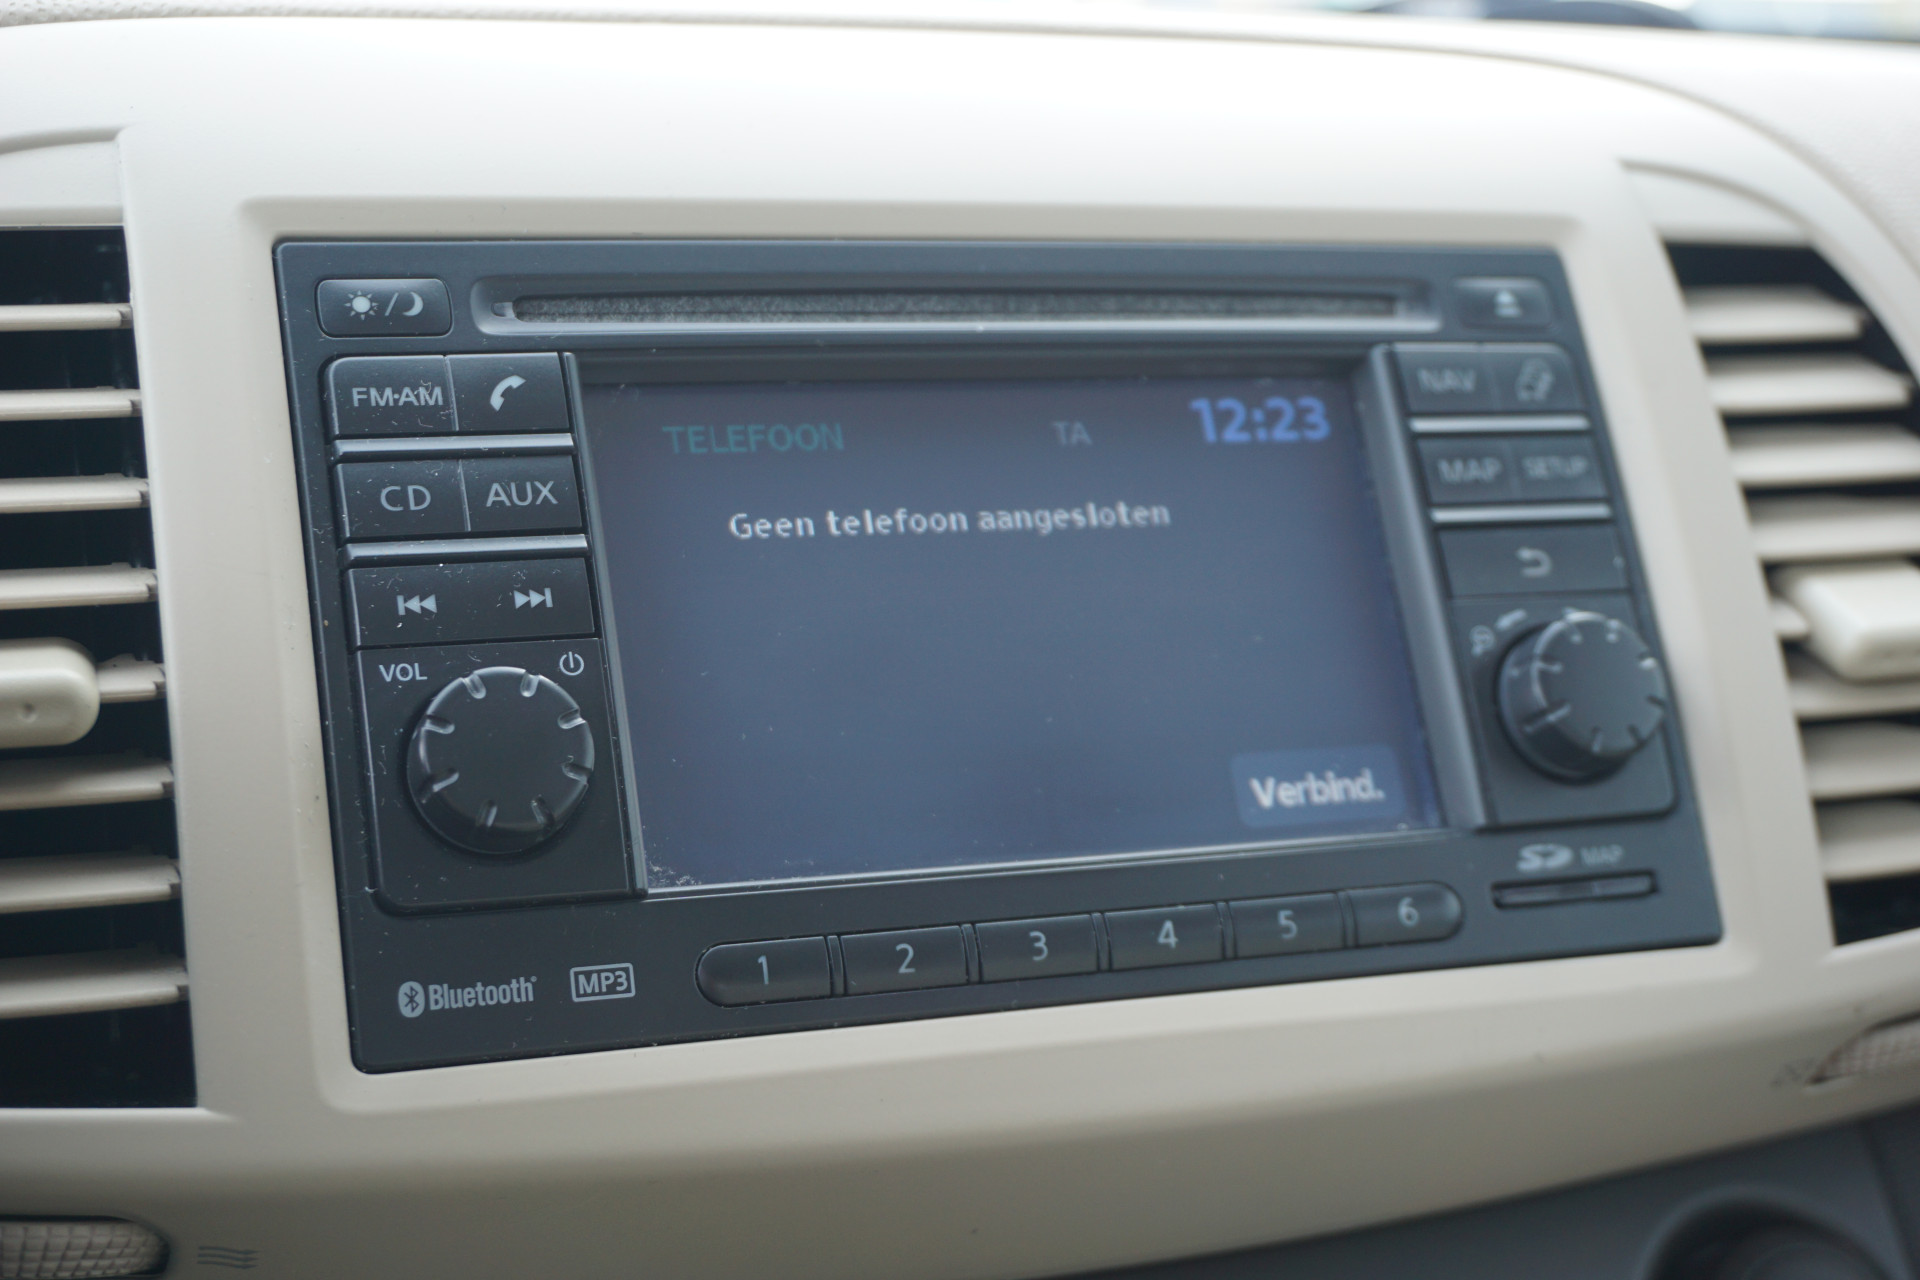 FM·AM
CD AUX
VOL
TELEFOON TA 12:23
Geen telefoon aangesloten
Verbind.
NAV
MAP SETUP
SD MAP
Bluetooth® MP3
1 2 3 4 5 6